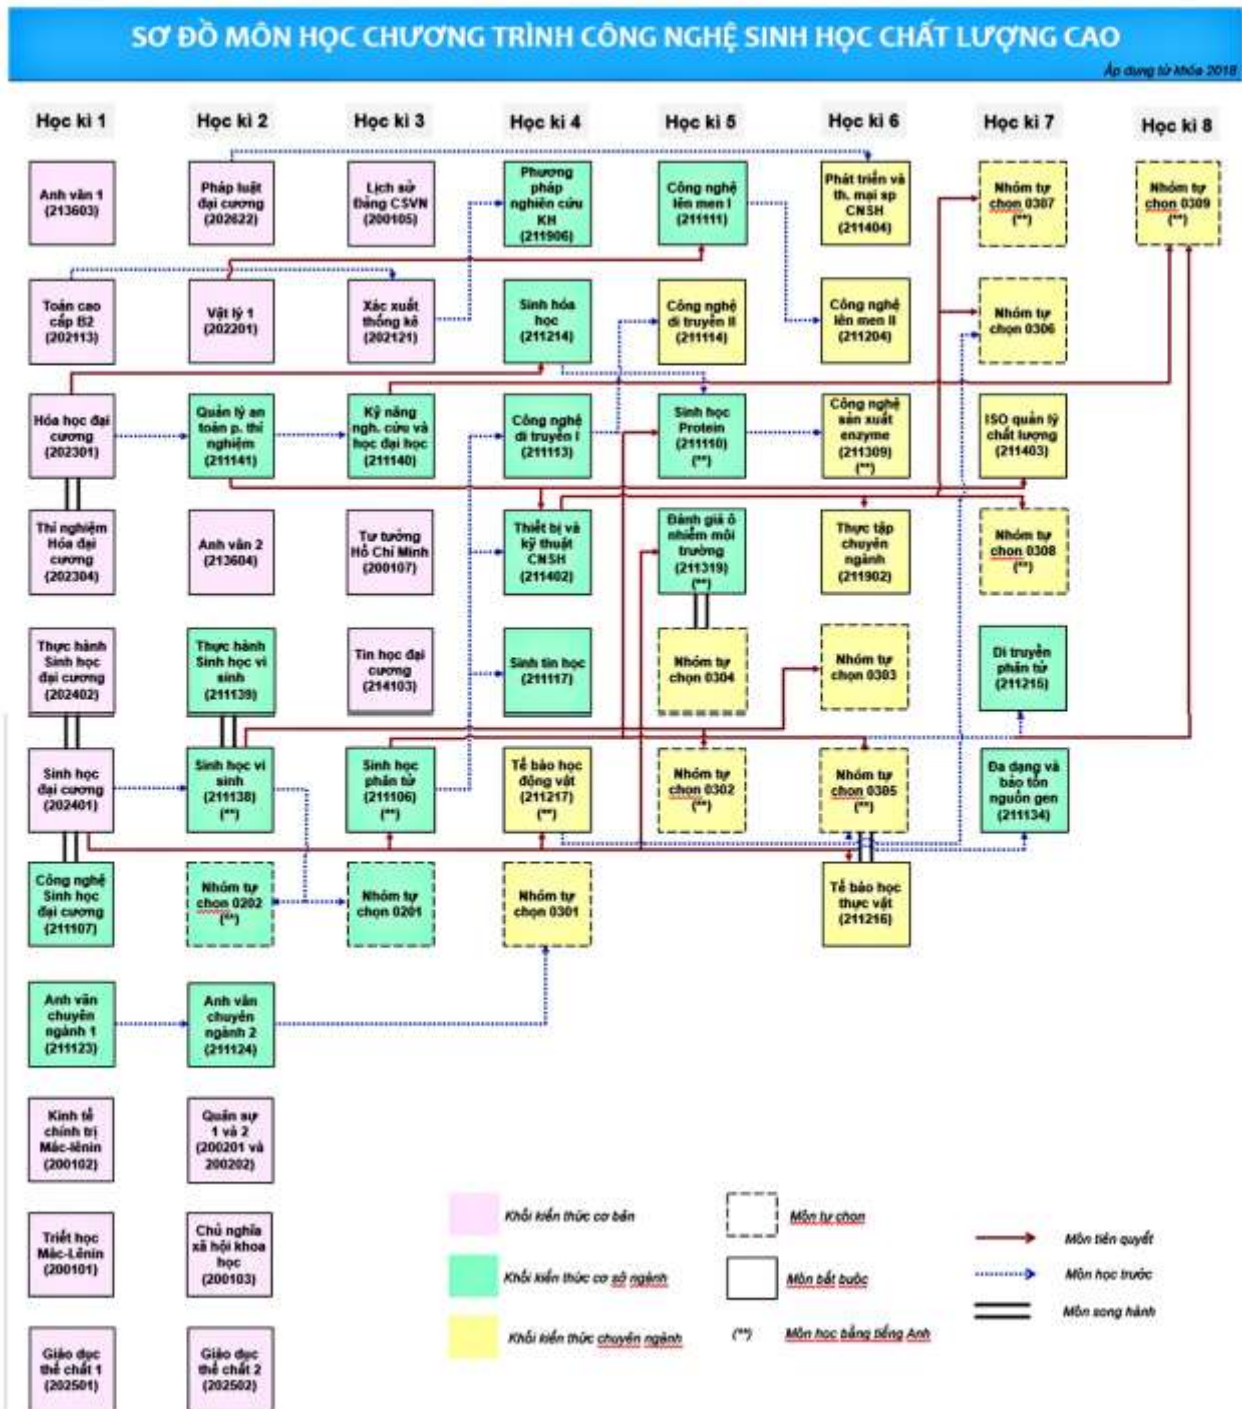 SƠ ĐỒ MÔN HỌC CHƯƠNG TRÌNH CÔNG NGHỆ SINH HỌC CHẤT LƯỢNG CAO
Áp dụng từ khóa 2018
Học kì 1
Học kì 2
Học kì 3
Học kì 4
Học kì 5
Học kì 6
Học kì 7
Học kì 8
Anh văn 1
(213603)
Pháp luật
đại cương
(202622)
Lịch sử
Đảng CSVN
(200105)
Phương
pháp
nghiên cứu
KH
(211906)
Công nghệ
lên men I
(211111)
Phát triển và
th. mại sp
CNSH
(211404)
Nhóm tự
chọn 0307
(**)
Nhóm tự
chọn 0309
(**)
Toán cao
cấp B2
(202113)
Vật lý 1
(202201)
Xác xuất
thống kê
(202121)
Sinh hóa
học
(211214)
Công nghệ
di truyền II
(211114)
Công nghệ
lên men II
(211204)
Nhóm tự
chọn 0306
Hóa học đại
cương
(202301)
Quản lý an
toàn p. thí
nghiệm
(211141)
Kỹ năng
ngh. cứu và
học đại học
(211140)
Công nghệ
di truyền I
(211113)
Sinh học
Protein
(211110)
(**)
Công nghệ
sản xuất
enzyme
(211309)
(**)
ISO quản lý
chất lượng
(211403)
Thí nghiệm
Hóa đại
cương
(202304)
Anh văn 2
(213604)
Tư tưởng
Hồ Chí Minh
(200107)
Thiết bị và
kỹ thuật
CNSH
(211402)
Đánh giá ô
nhiễm môi
trường
(211319)
(**)
Thực tập
chuyên
ngành
(211902)
Nhóm tự
chọn 0308
(**)
Thực hành
Sinh học
đại cương
(202402)
Thực hành
Sinh học vi
sinh
(211139)
Tin học đại
cương
(214103)
Sinh tin học
(211117)
Nhóm tự
chọn 0304
Nhóm tự
chọn 0303
Di truyền
phân tử
(211215)
Sinh học
đại cương
(202401)
Sinh học vi
sinh
(211138)
(**)
Sinh học
phân tử
(211106)
(**)
Tế bào học
động vật
(211217)
(**)
Nhóm tự
chọn 0302
(**)
Nhóm tự
chọn 0305
(**)
Đa dạng và
bảo tồn
nguồn gen
(211134)
Công nghệ
Sinh học
đại cương
(211107)
Nhóm tự
chọn 0202
(**)
Nhóm tự
chọn 0201
Nhóm tự
chọn 0301
Tế bào học
thực vật
(211216)
Anh văn
chuyên
ngành 1
(211123)
Anh văn
chuyên
ngành 2
(211124)
Kinh tế
chính trị
Mác-lênin
(200102)
Quân sự
1 và 2
(200201 và
200202)
Triết học
Mác-Lênin
(200101)
Chủ nghĩa
xã hội khoa
học
(200103)
Giáo dục
thể chất 1
(202501)
Giáo dục
thể chất 2
(202502)
Khối kiến thức cơ bản
Khối kiến thức cơ sở ngành
Khối kiến thức chuyên ngành
Môn tự chọn
Môn bắt buộc
(**) Môn học bằng tiếng Anh
Môn tiên quyết
Môn học trước
Môn song hành